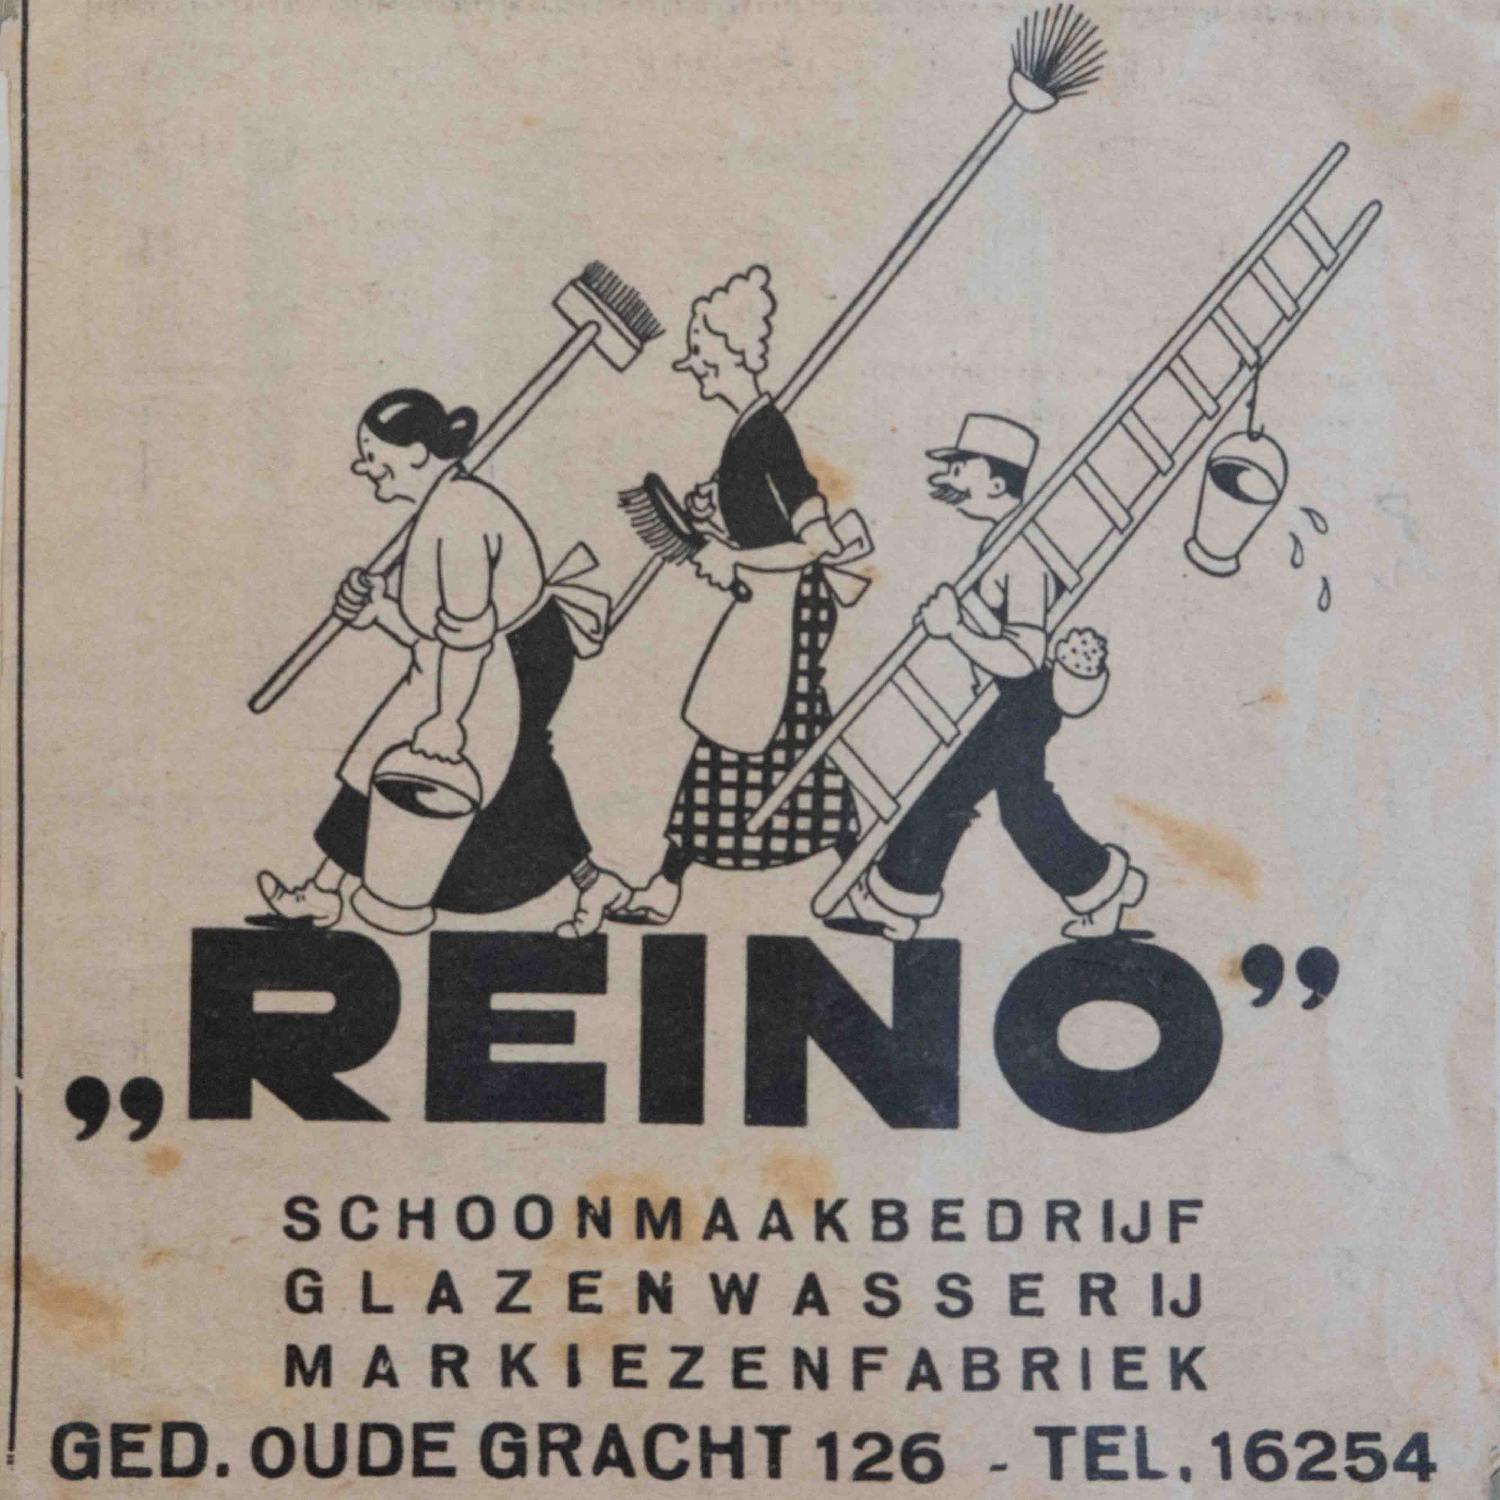 „REINO”
SCHOONMAAKBEDRIJF
GLAZENWASSERIJ
MARKIEZENFABRIEK
GED. OUDE GRACHT 126 - TEL. 16254